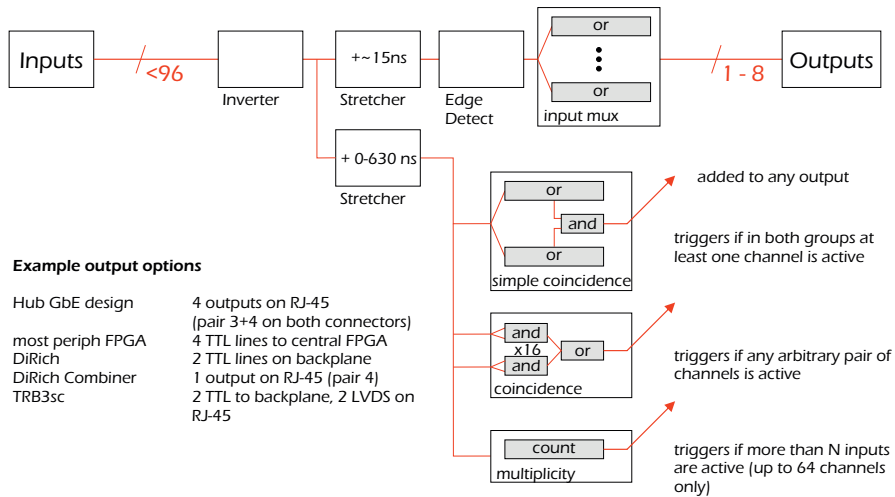 Inputs
<96
Inverter
+~15ns
Stretcher
Edge
Detect
or
or
input mux
1 - 8
Outputs
+ 0-630 ns
Stretcher
or
and
or
simple coincidence
added to any output
triggers if in both groups at
least one channel is active
and
x16
and
or
coincidence
triggers if any arbitrary pair of
channels is active
count
multiplicity
triggers if more than N inputs
are active (up to 64 channels
only)
Example output options
Hub GbE design 4 outputs on RJ-45
(pair 3+4 on both connectors)
most periph FPGA 4 TTL lines to central FPGA
DiRich 2 TTL lines on backplane
DiRich Combiner 1 output on RJ-45 (pair 4)
TRB3sc 2 TTL to backplane, 2 LVDS on
RJ-45